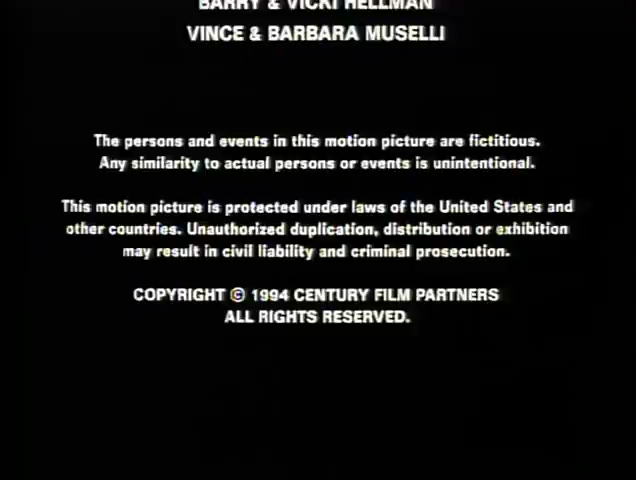 BARRY & VICKI HELLMAN
VINCE & BARBARA MUSELLI
The persons and events in this motion picture are fictitious.
Any similarity to actual persons or events is unintentional.
This motion picture is protected under laws of the United States and
other countries. Unauthorized duplication, distribution or exhibition
may result in civil liability and criminal prosecution.
COPYRIGHT © 1994 CENTURY FILM PARTNERS
ALL RIGHTS RESERVED.